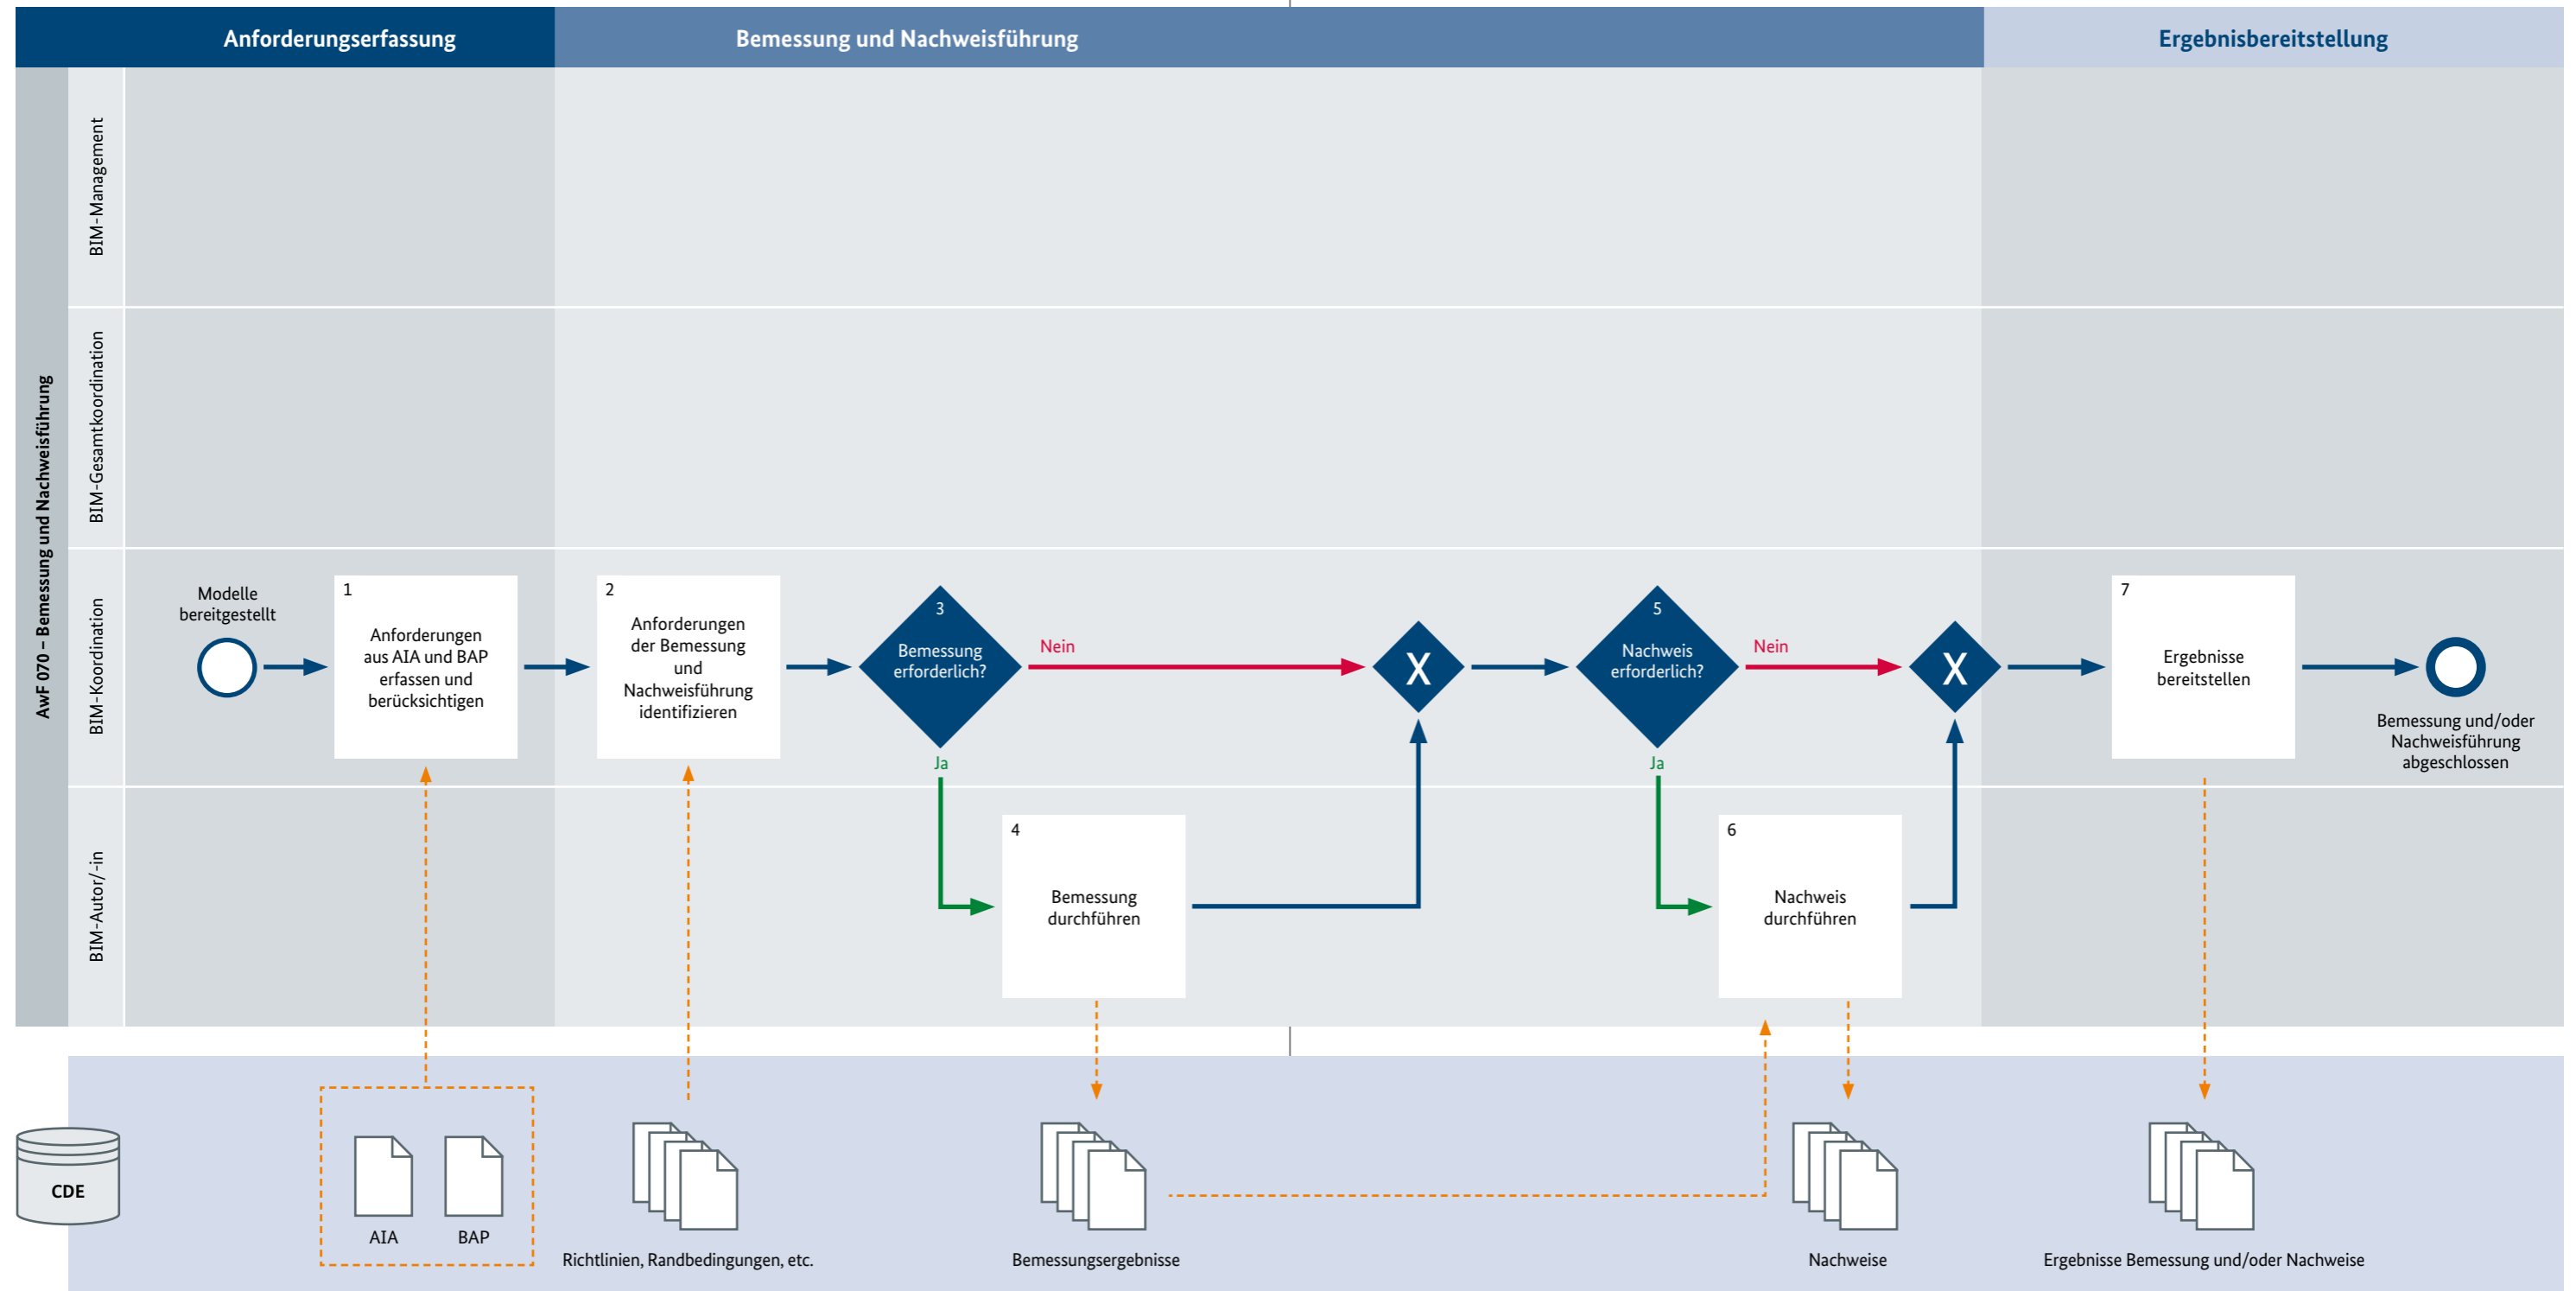 Anforderungserfassung
Bemessung und Nachweisführung
Ergebnisbereitstellung
AwF 070 – Bemessung und Nachweisführung
BIM-Management
BIM-Gesamtkoordination
BIM-Koordination
BIM-Autor/-in
Modelle
bereitgestellt
1
Anforderungen
aus AIA und BAP
erfassen und
berücksichtigen
2
Anforderungen
der Bemessung
und
Nachweisführung
identifizieren
3
Bemessung
erforderlich?
Nein
Ja
X
5
Nachweis
erforderlich?
Nein
Ja
X
7
Ergebnisse
bereitstellen
Bemessung und/oder
Nachweisführung
abgeschlossen
4
Bemessung
durchführen
6
Nachweis
durchführen
CDE
AIA
BAP
Richtlinien, Randbedingungen, etc.
Bemessungsergebnisse
Nachweise
Ergebnisse Bemessung und/oder Nachweise